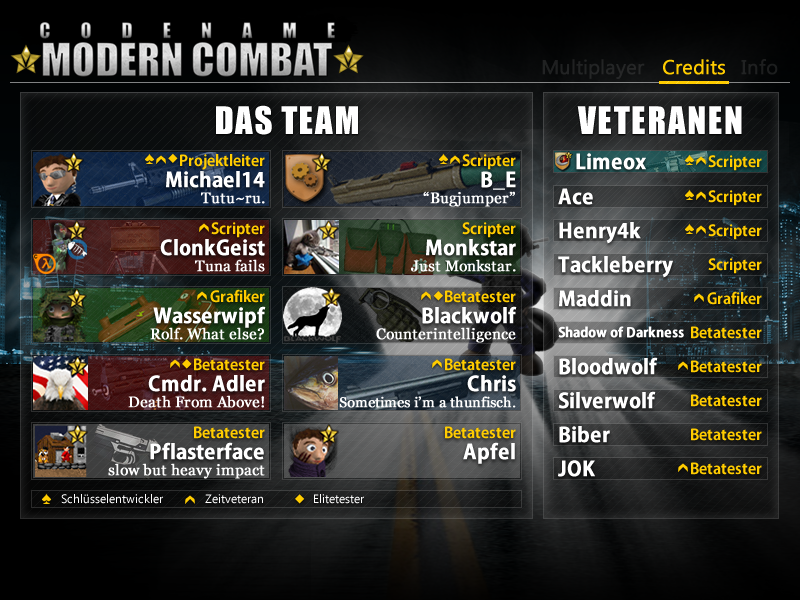 CODENAME
MODERN COMBAT
Multiplayer Credits Info
DAS TEAM
Projektleiter
Michael14
Tutu~ru.
Scripter
B_E
“Bugjumper”
Scripter
ClonkGeist
Tuna fails
Scripter
Monkstar
Just Monkstar.
Grafiker
Wasserwipf
Rolf. What else?
Betatester
Blackwolf
Counterintelligence
Betatester
Cmdr. Adler
Death From Above!
Betatester
Chris
Sometimes i'm a thunfisch.
Betatester
Pflasterface
slow but heavy impact
Betatester
Apfel
Schlüsselentwickler Zeitveteran Elitetester
VETERANEN
Limeox Scripter
Ace Scripter
Henry4k Scripter
Tackleberry Scripter
Maddin Grafiker
Shadow of Darkness Betatester
Bloodwolf Betatester
Silverwolf Betatester
Biber Betatester
JOK Betatester